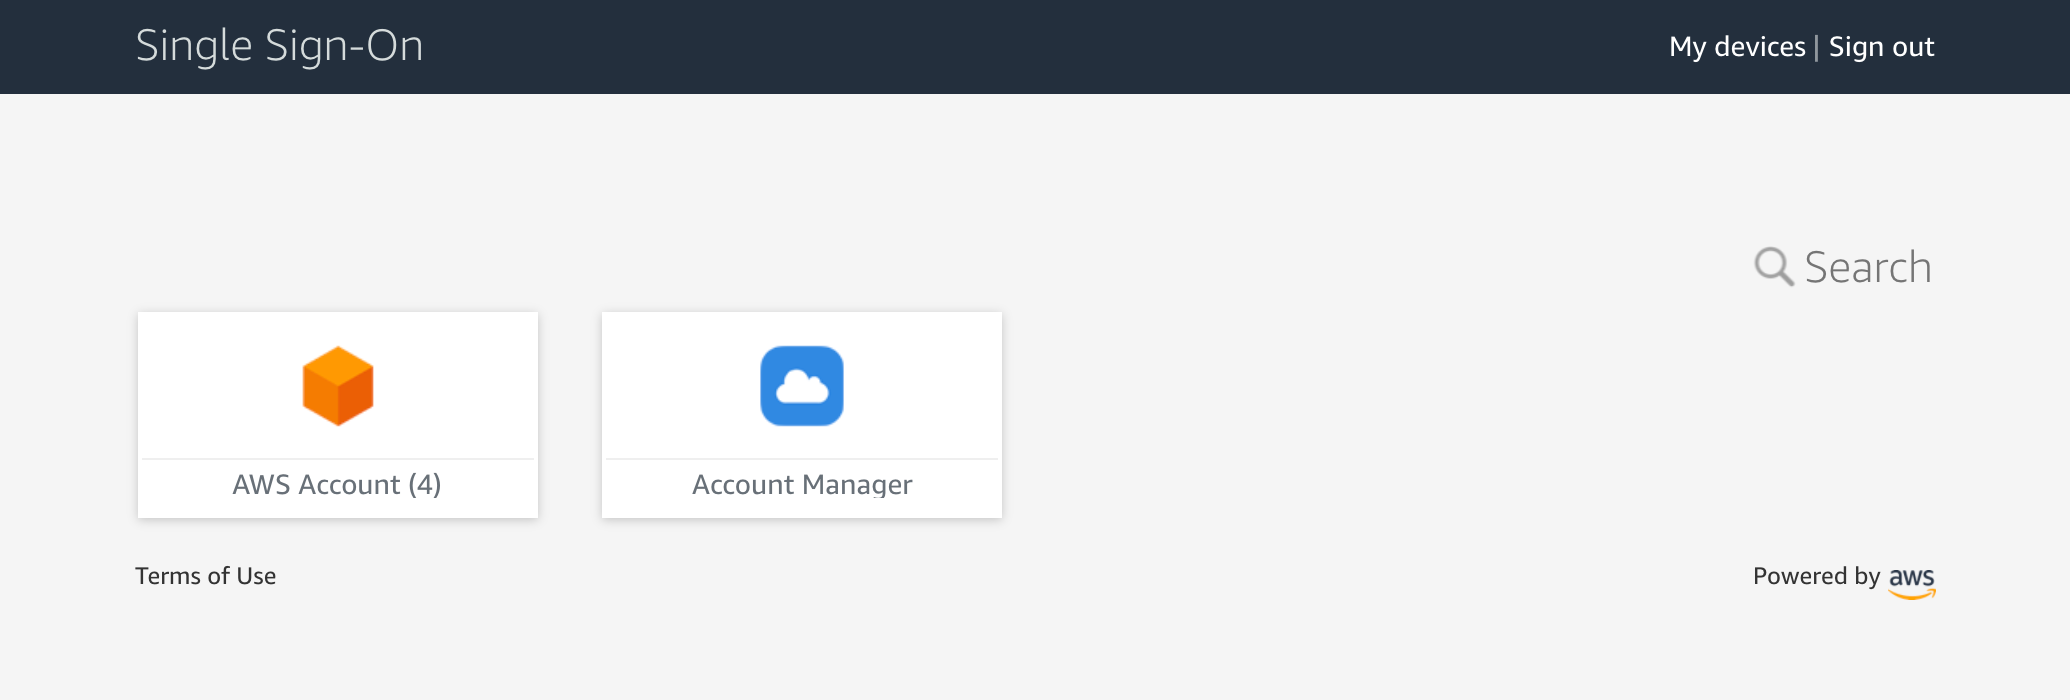 Single Sign-On
My devices | Sign out
Search
AWS Account (4)
Account Manager
Terms of Use
Powered by aws